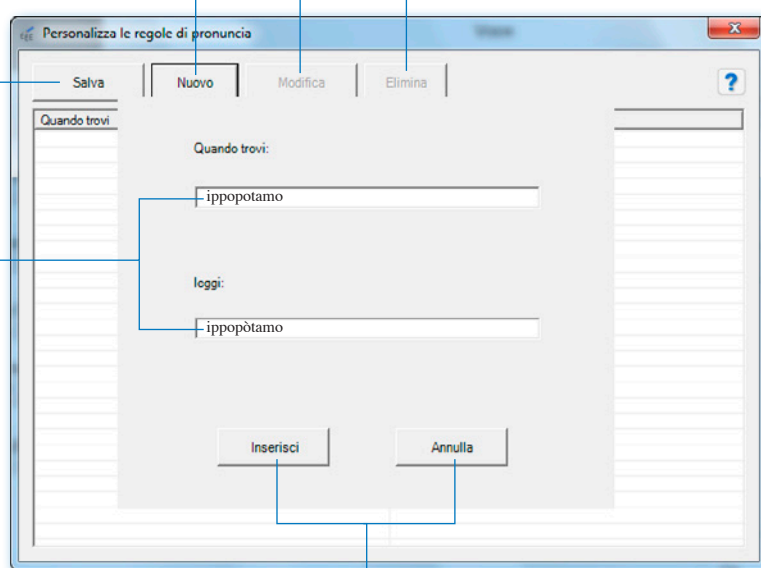 Personalizza le regole di pronuncia
Salva Nuovo Modifica Elimina ?
Quando trovi
Quando trovi:
ippopotamo
leggi:
ippopòtamo
Inserisci Annulla